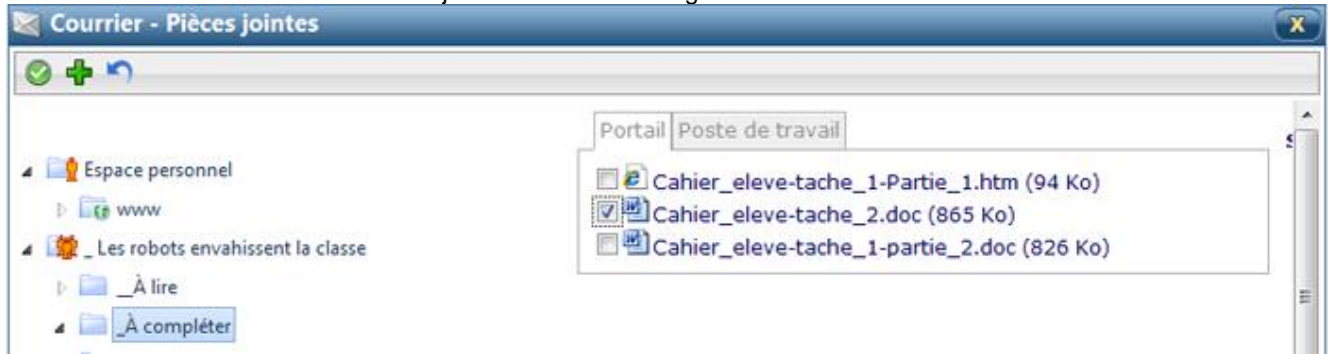 Courrier - Pièces jointes
Portail Poste de travail
Espace personnel
www
_ Les robots envahissent la classe
__À lire
_À compléter
Cahier_eleve-tache_1-Partie_1.htm (94 Ko)
Cahier_eleve-tache_2.doc (865 Ko)
Cahier_eleve-tache_1-partie_2.doc (826 Ko)